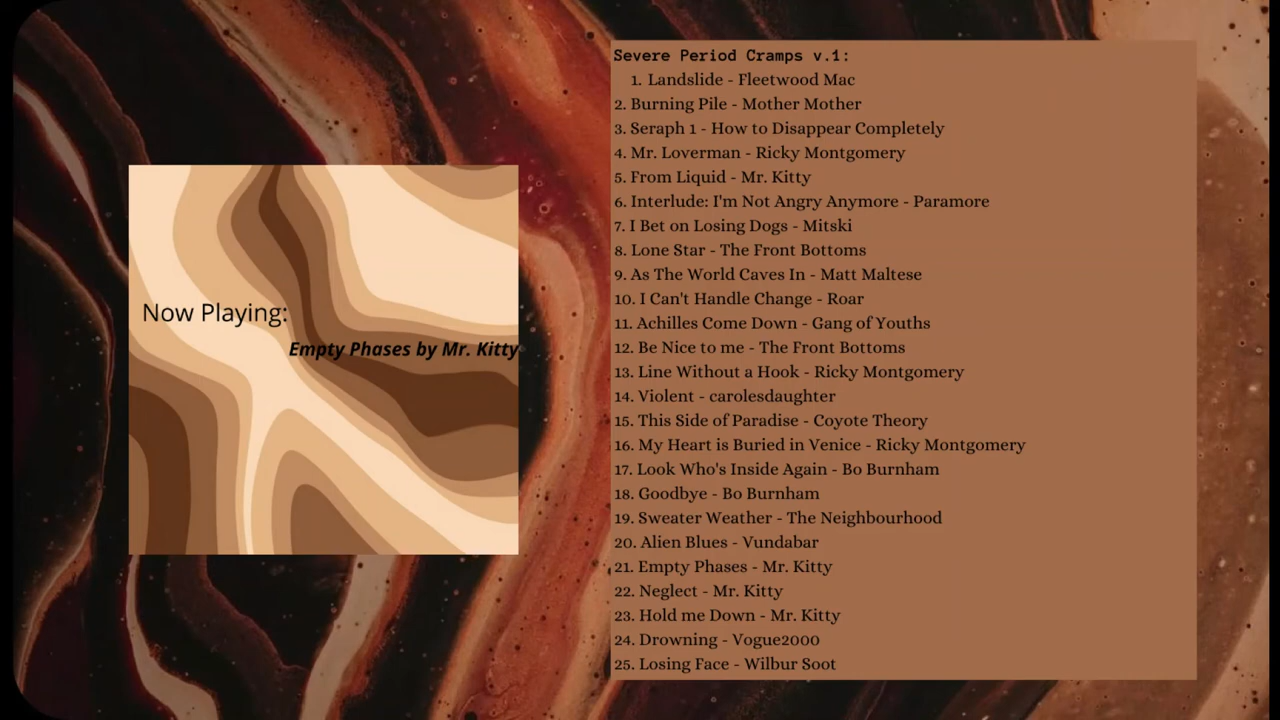 Now Playing:
Empty Phases by Mr. Kitty
Severe Period Cramps v.1:
1. Landslide - Fleetwood Mac
2. Burning Pile - Mother Mother
3. Seraph 1 - How to Disappear Completely
4. Mr. Loverman - Ricky Montgomery
5. From Liquid - Mr. Kitty
6. Interlude: I'm Not Angry Anymore - Paramore
7. I Bet on Losing Dogs - Mitski
8. Lone Star - The Front Bottoms
9. As The World Caves In - Matt Maltese
10. I Can't Handle Change - Roar
11. Achilles Come Down - Gang of Youths
12. Be Nice to me - The Front Bottoms
13. Line Without a Hook - Ricky Montgomery
14. Violent - carolesdaughter
15. This Side of Paradise - Coyote Theory
16. My Heart is Buried in Venice - Ricky Montgomery
17. Look Who's Inside Again - Bo Burnham
18. Goodbye - Bo Burnham
19. Sweater Weather - The Neighbourhood
20. Alien Blues - Vundabar
21. Empty Phases - Mr. Kitty
22. Neglect - Mr. Kitty
23. Hold me Down - Mr. Kitty
24. Drowning - Vogue2000
25. Losing Face - Wilbur Soot